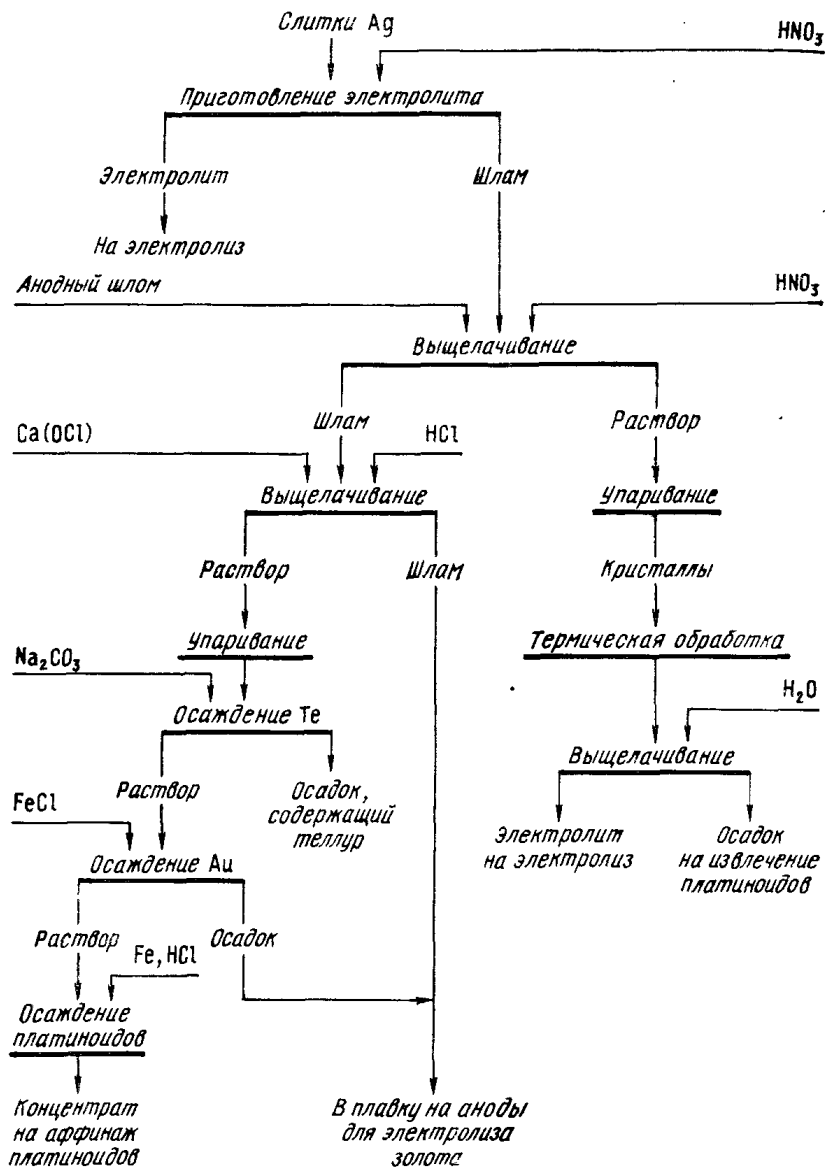 Слитки Ag
HNO₃
Приготовление электролита
Электролит
Шлам
На электролиз
Анодный шлом
HNO₃
Выщелачивание
Шлам
Раствор
Ca(OCl)
HCl
Выщелачивание
Упаривание
Раствор
Шлам
Кристаллы
Упаривание
Термическая обработка
Na₂CO₃
H₂O
Осаждение Te
Выщелачивание
Раствор
Осадок,
содержащий
теллур
FeCl
Электролит
на электролиз
Осадок
на извлечение
платиноидов
Осаждение Au
Раствор
Осадок
Fe, HCl
Осаждение
платиноидов
Концентрат
на аффинаж
платиноидов
В плавку на аноды
для электролиза
золота